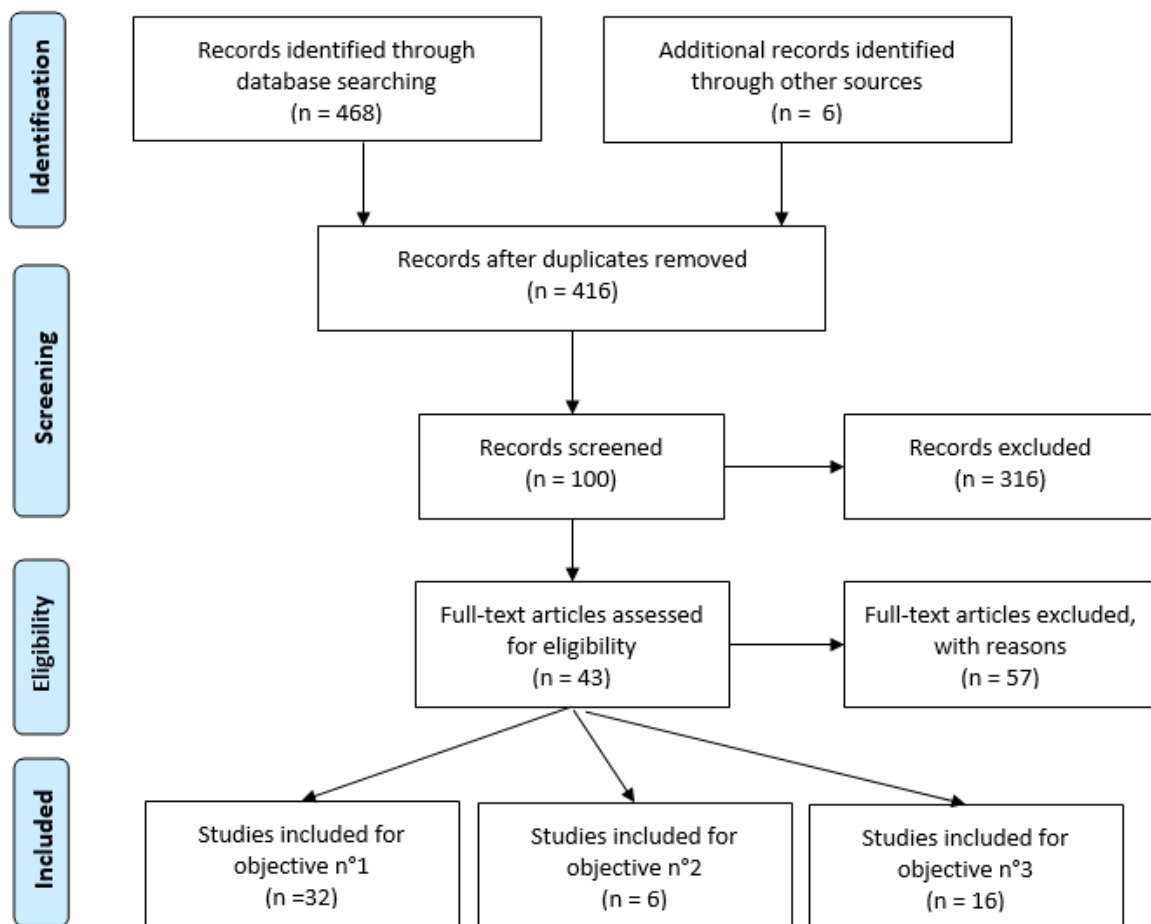 Identification
Records identified through
database searching
(n = 468)
Additional records identified
through other sources
(n =  6)
Records after duplicates removed
(n = 416)
Screening
Records screened
(n = 100)
Records excluded
(n = 316)
Eligibility
Full-text articles assessed
for eligibility
(n = 43)
Full-text articles excluded,
with reasons
(n = 57)
Included
Studies included for
objective n°1
(n =32)
Studies included for
objective n°2
(n = 6)
Studies included for
objective n°3
(n = 16)